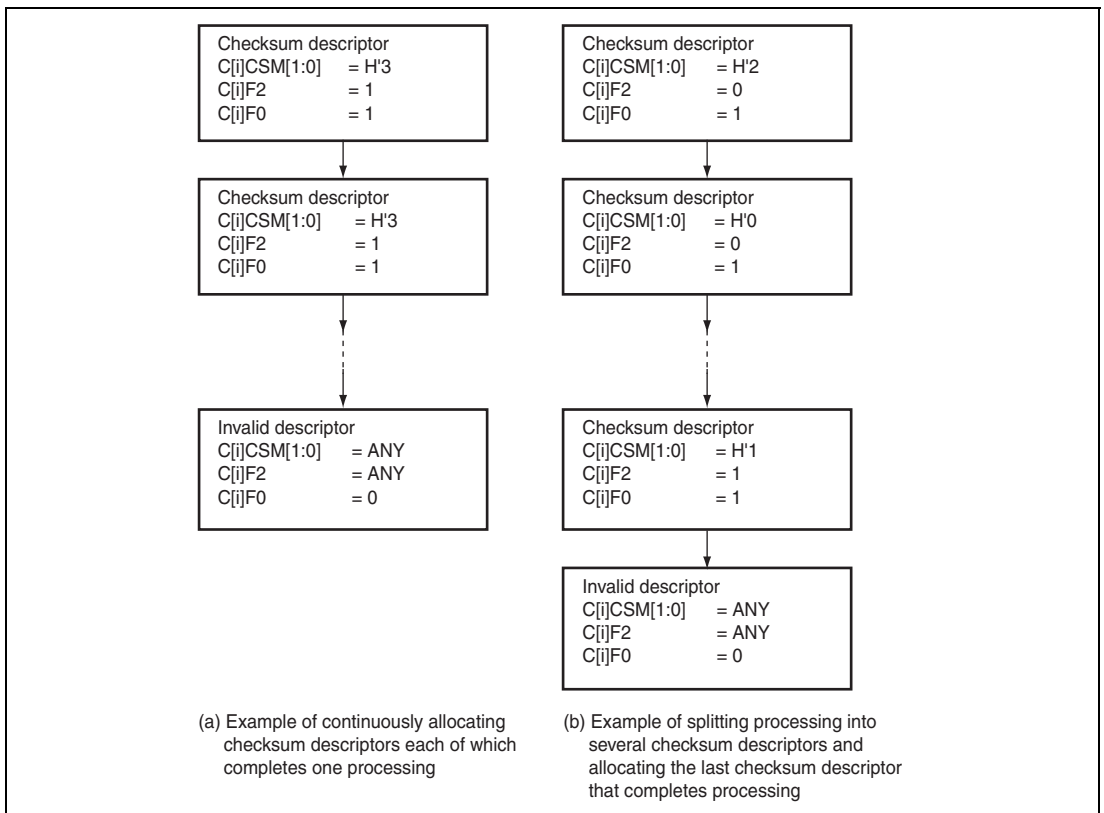 Checksum descriptor
C[i]CSM[1:0] = H'3
C[i]F2 = 1
C[i]F0 = 1
Checksum descriptor
C[i]CSM[1:0] = H'3
C[i]F2 = 1
C[i]F0 = 1
Invalid descriptor
C[i]CSM[1:0] = ANY
C[i]F2 = ANY
C[i]F0 = 0
(a) Example of continuously allocating
checksum descriptors each of which
completes one processing
Checksum descriptor
C[i]CSM[1:0] = H'2
C[i]F2 = 0
C[i]F0 = 1
Checksum descriptor
C[i]CSM[1:0] = H'0
C[i]F2 = 0
C[i]F0 = 1
Checksum descriptor
C[i]CSM[1:0] = H'1
C[i]F2 = 1
C[i]F0 = 1
Invalid descriptor
C[i]CSM[1:0] = ANY
C[i]F2 = ANY
C[i]F0 = 0
(b) Example of splitting processing into
several checksum descriptors and
allocating the last checksum descriptor
that completes processing